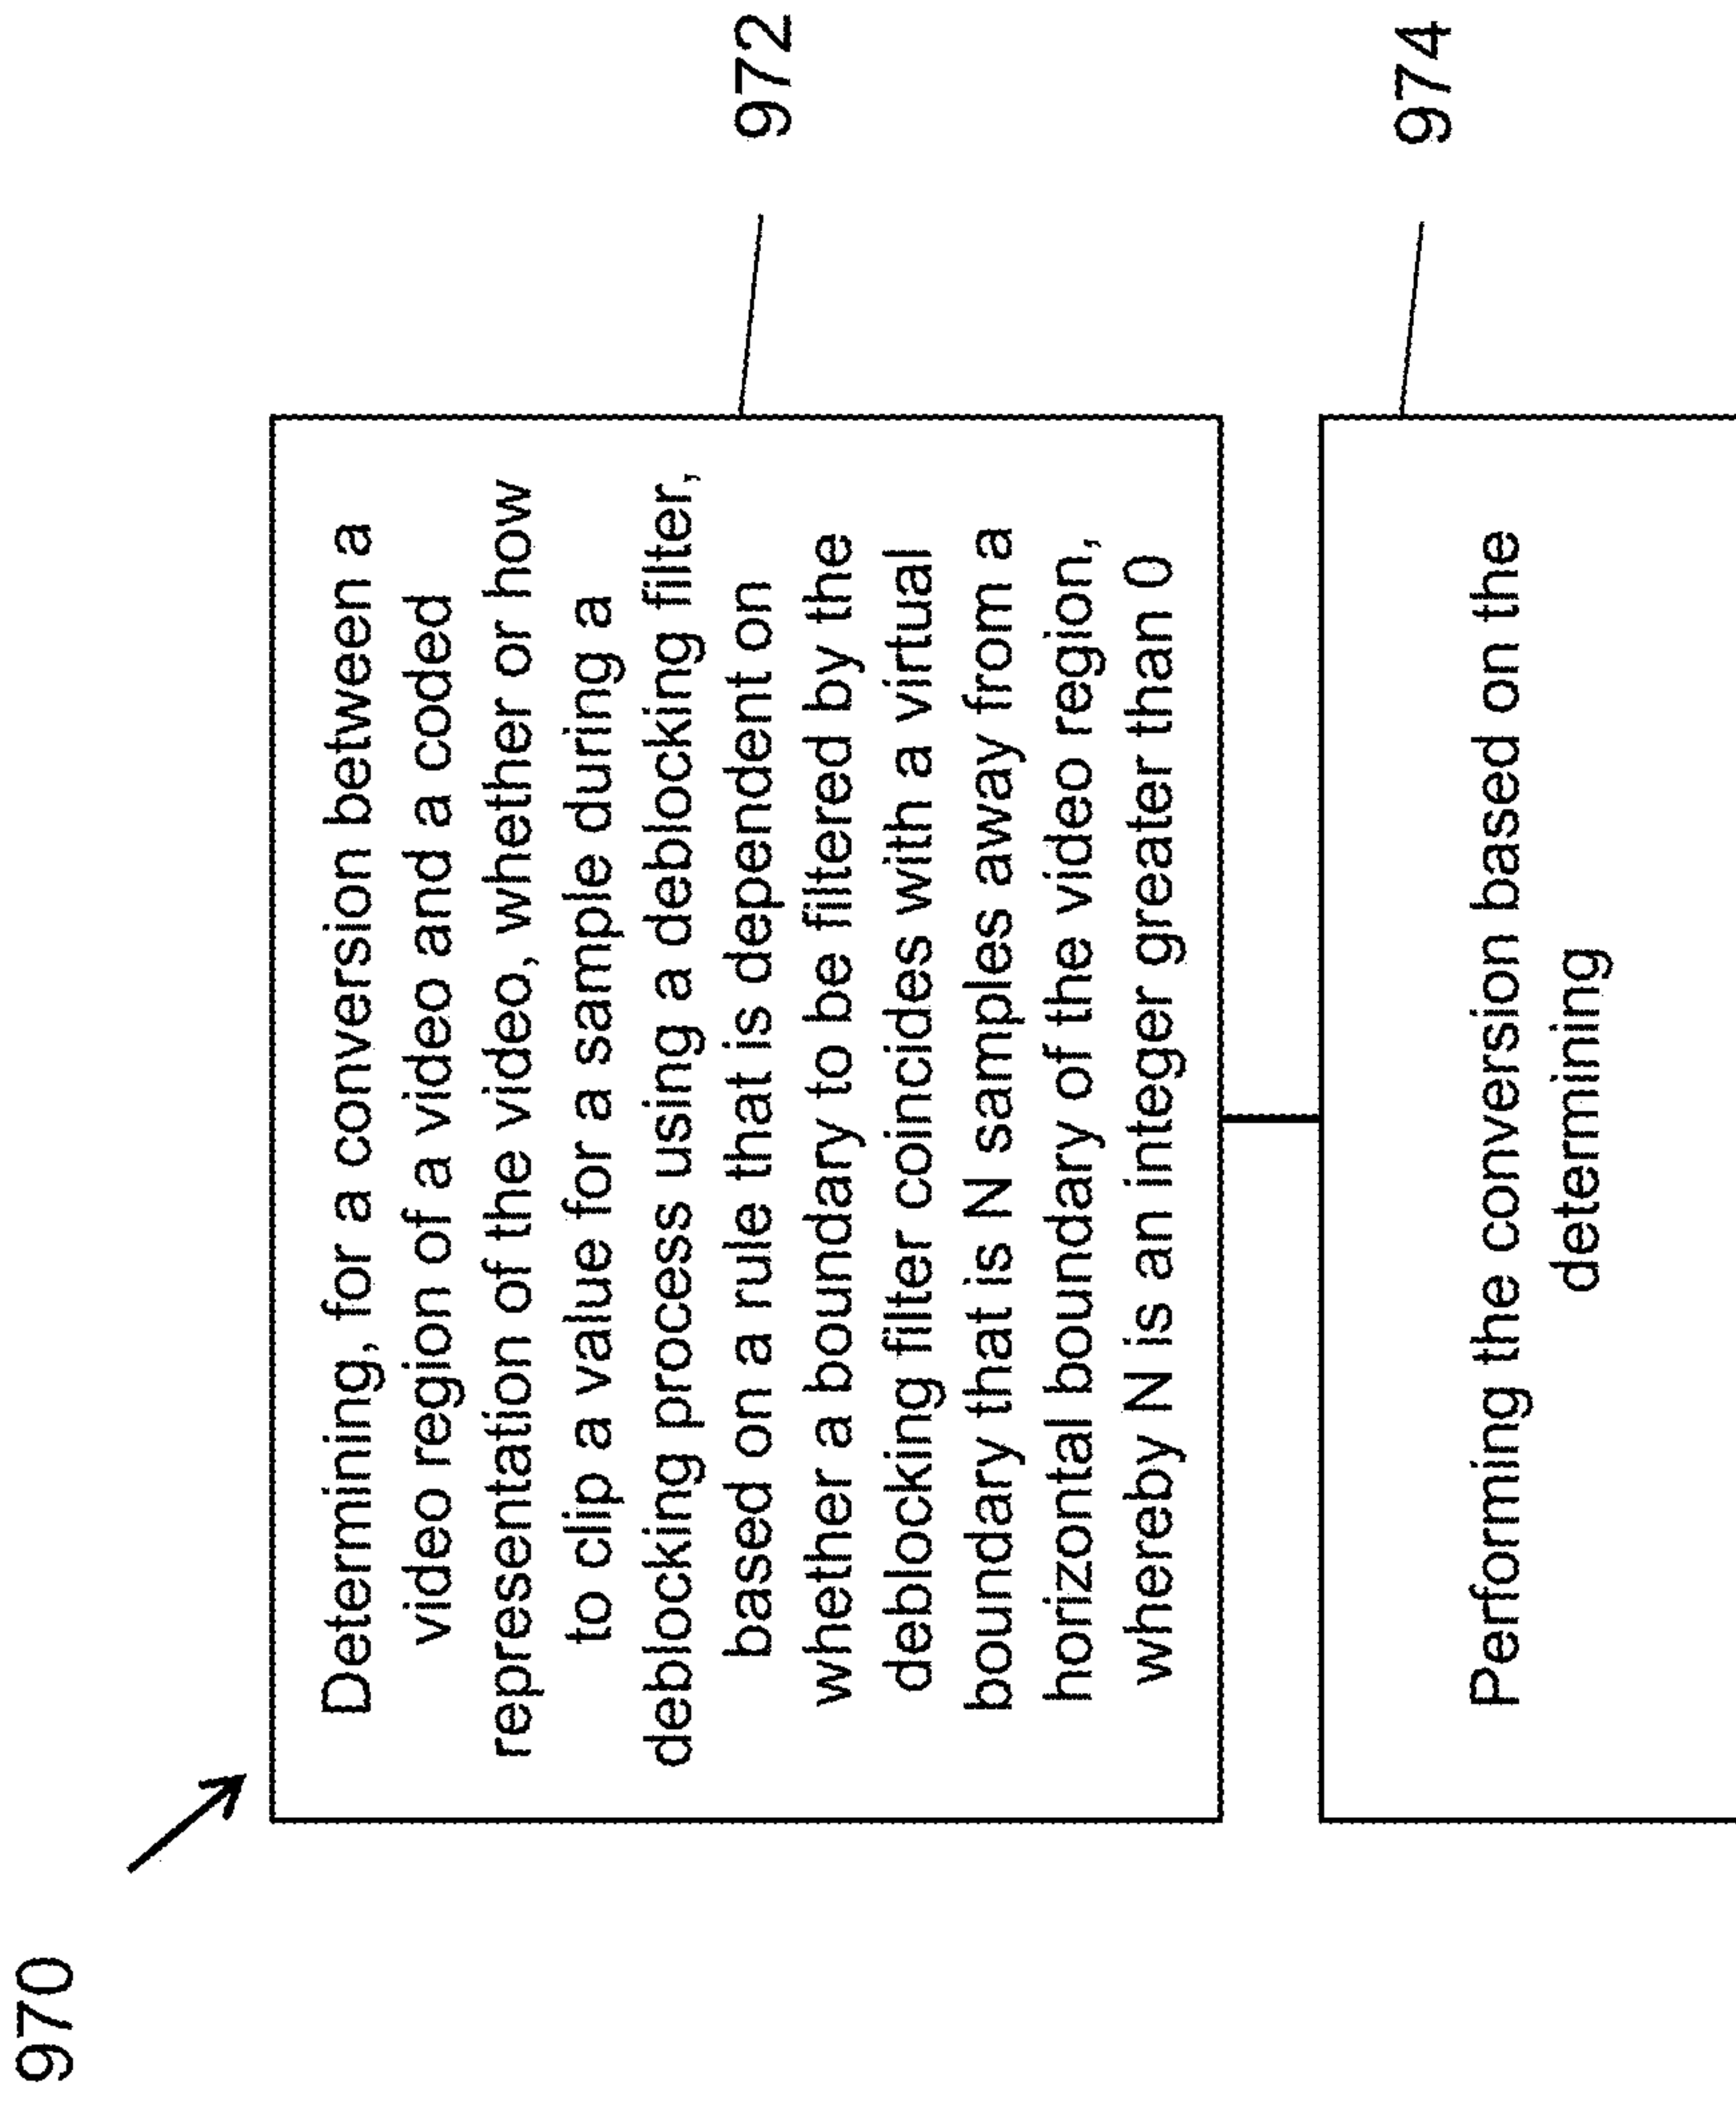 970
Determining, for a conversion between a
video region of a video and a coded
representation of the video, whether or how
to clip a value for a sample during a
deblocking process using a deblocking filter,
based on a rule that is dependent on
whether a boundary to be filtered by the
deblocking filter coincides with a virtual
boundary that is N samples away from a
horizontal boundary of the video region,
whereby N is an integer greater than 0
972
Performing the conversion based on the
determining
974